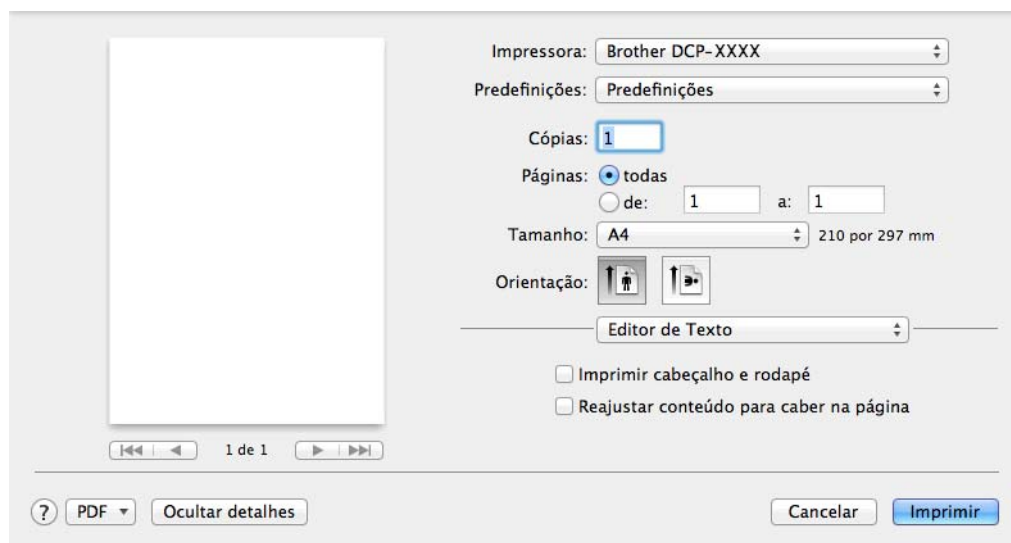 Impressora: Brother DCP-XXXX
Predefinições: Predefinições
Cópias: 1
Páginas: todas
de: 1 a: 1
Tamanho: A4 210 por 297 mm
Orientação:
Editor de Texto
Imprimir cabeçalho e rodapé
Reajustar conteúdo para caber na página
1 de 1
? PDF Ocultar detalhes Cancelar Imprimir